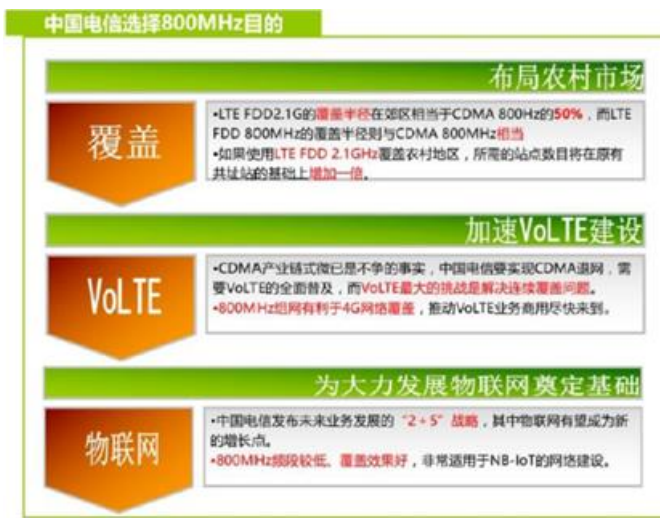 中国电信选择800MHz目的
布局农村市场
覆盖
•LTE FDD2.1G的覆盖半径在郊区相当于CDMA 800Hz的50%，而LTE
FDD 800MHz的覆盖半径则与CDMA 800MHz相当
•如果使用LTE FDD 2.1GHz覆盖农村地区，所需的站点数目将在原有
共址站的基础上增加一倍。
加速VoLTE建设
VoLTE
•CDMA产业链式微已是不争的事实，中国电信要实现CDMA退网，需
要VoLTE的全面普及，而VoLTE最大的挑战是解决连续覆盖问题。
•800MHz组网有利于4G网络覆盖，推动VoLTE业务商用尽快来到。
为大力发展物联网奠定基础
物联网
•中国电信发布未来业务发展的“2+5”战略，其中物联网有望成为新
的增长点。
•800MHz频段较低、覆盖效果好，非常适用于NB-IoT的网络建设。